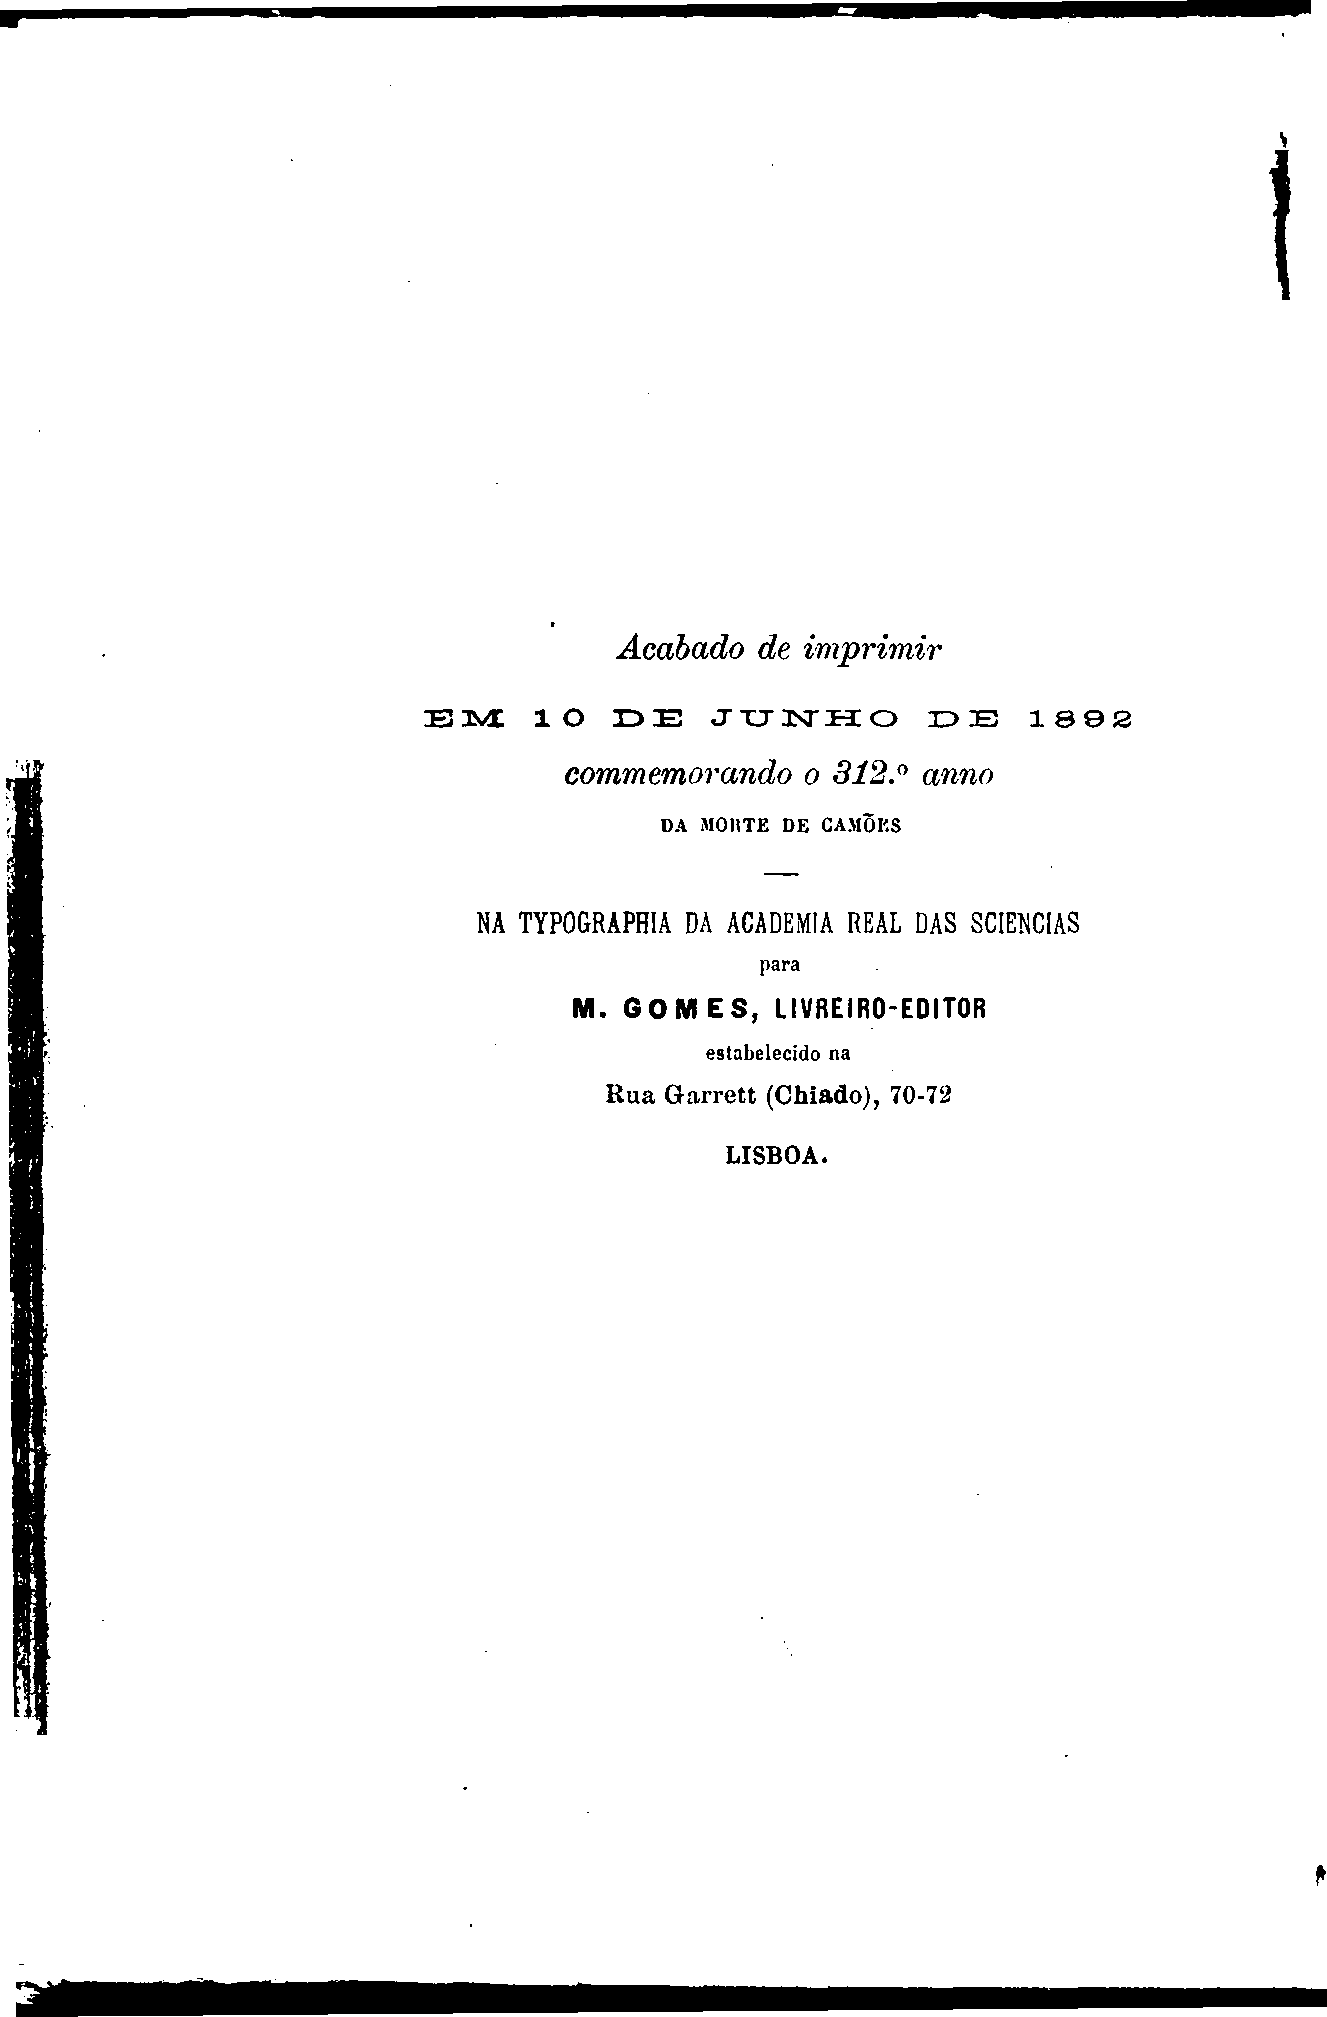 Acabado de imprimir
EM 10 DE JUNHO DE 1892
commemorando o 312.º anno
DA MORTE DE CAMÕES
NA TYPOGRAPHIA DA ACADEMIA REAL DAS SCIENCIAS
para
M. GOMES, LIVREIRO-EDITOR
estabelecido na
Rua Garrett (Chiado), 70-72
LISBOA.